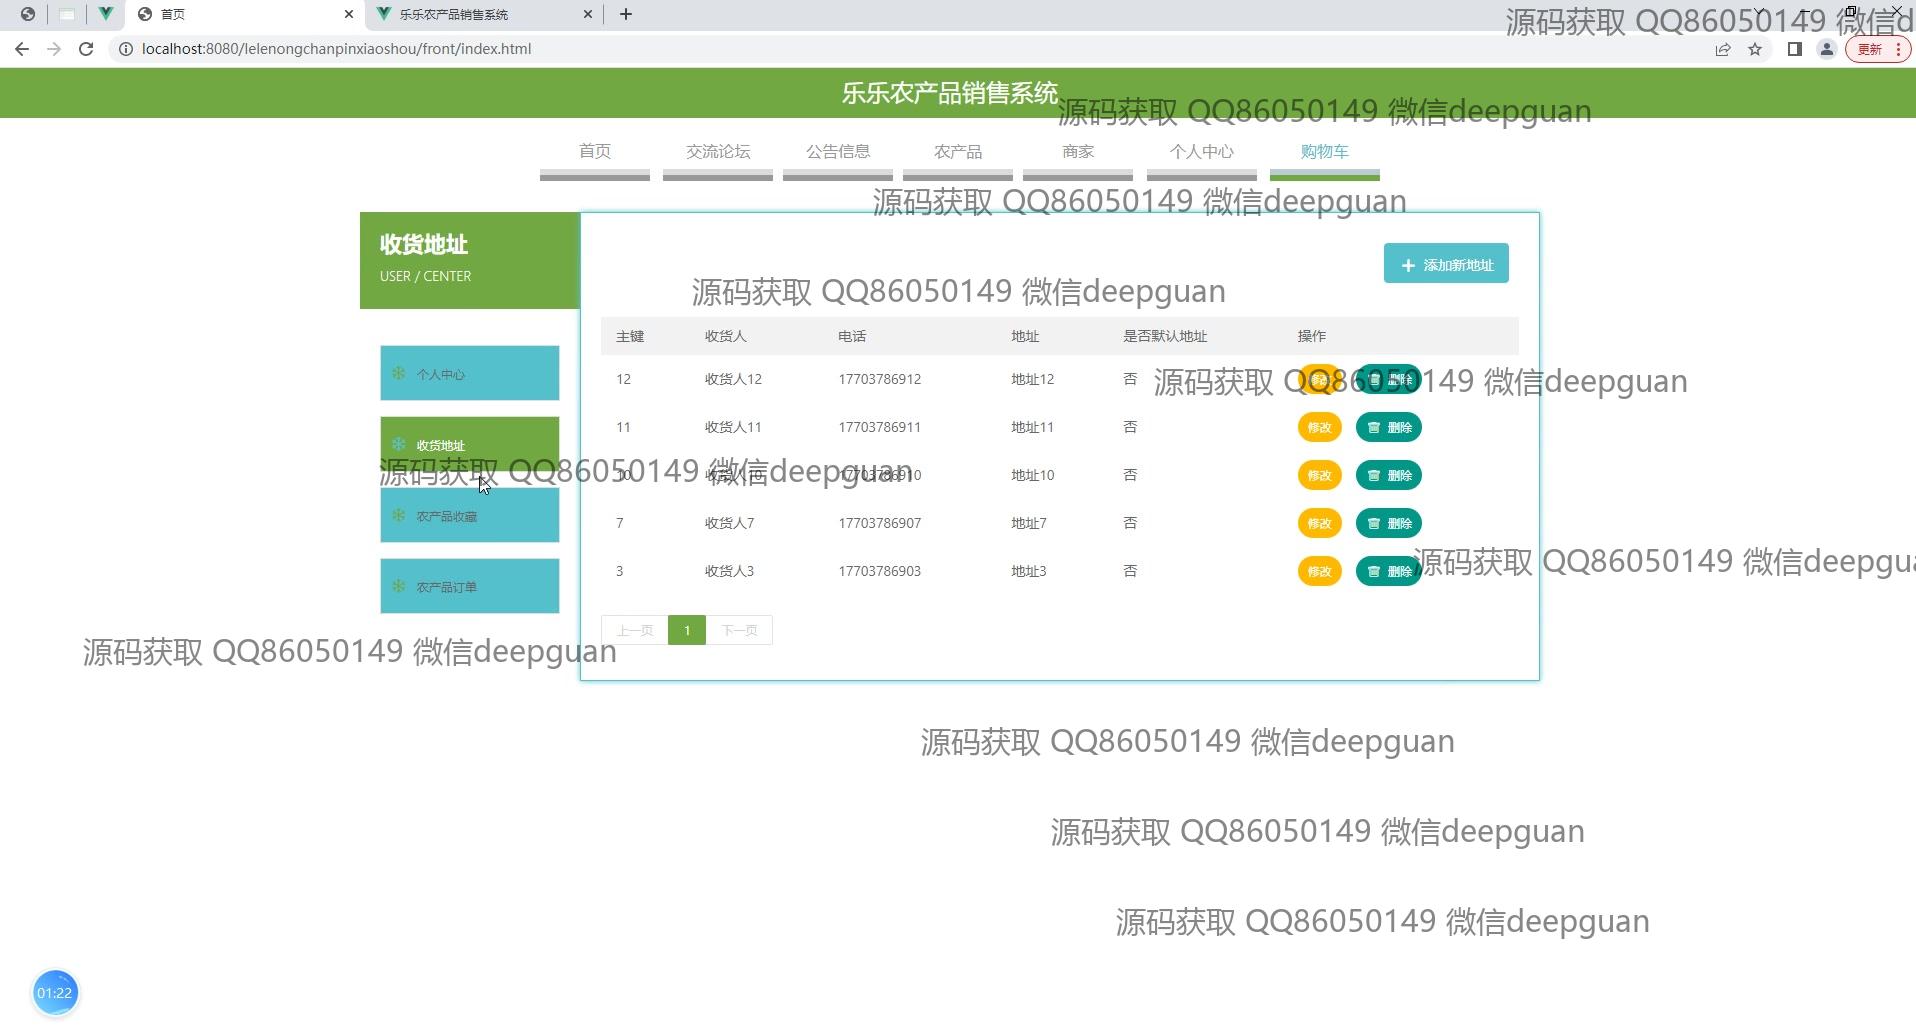 首页
乐乐农产品销售系统
源码获取 QQ86050149 微信d
localhost:8080/lelenongchanpinxiaoshou/front/index.html
更新
乐乐农产品销售系统
源码获取 QQ86050149 微信deepguan
首页 交流论坛 公告信息 农产品 商家 个人中心 购物车
源码获取 QQ86050149 微信deepguan
收货地址
USER / CENTER
添加新地址
源码获取 QQ86050149 微信deepguan
主键 收货人 电话 地址 是否默认地址 操作
12 收货人12 17703786912 地址12 否 修改 删除
源码获取 QQ86050149 微信deepguan
11 收货人11 17703786911 地址11 否 修改 删除
10 收货人10 17703786910 地址10 否 修改 删除
源码获取 QQ86050149 微信deepguan
7 收货人7 17703786907 地址7 否 修改 删除
3 收货人3 17703786903 地址3 否 修改 删除
源码获取 QQ86050149 微信deepgua
上一页 1 下一页
个人中心
收货地址
农产品收藏
农产品订单
源码获取 QQ86050149 微信deepguan
源码获取 QQ86050149 微信deepguan
源码获取 QQ86050149 微信deepguan
源码获取 QQ86050149 微信deepguan
01:22